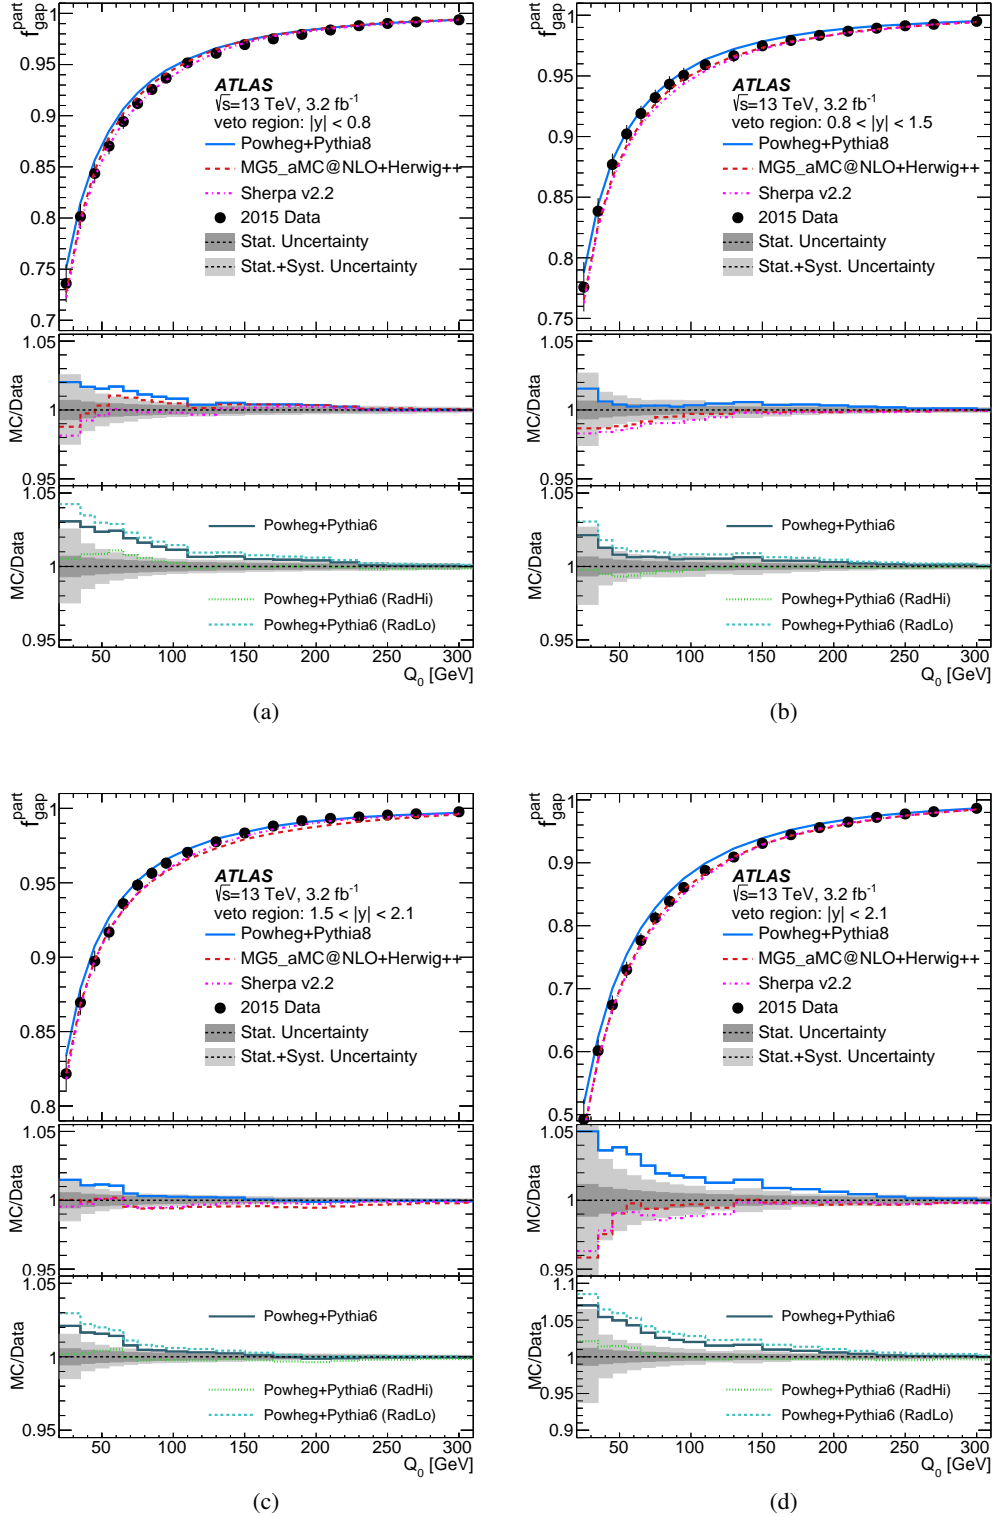 f_gap^part
1
0.95
0.9
0.85
0.8
0.75
0.7
ATLAS
√s=13 TeV, 3.2 fb⁻¹
veto region: |y| < 0.8
Powheg+Pythia8
MG5_aMC@NLO+Herwig++
Sherpa v2.2
2015 Data
Stat. Uncertainty
Stat.+Syst. Uncertainty
MC/Data
1.05
1
0.95
MC/Data
1.05
1
0.95
Powheg+Pythia6
Powheg+Pythia6 (RadHi)
Powheg+Pythia6 (RadLo)
50 100 150 200 250 300
Q₀ [GeV]
(a)
f_gap^part
1
0.95
0.9
0.85
0.8
0.75
ATLAS
√s=13 TeV, 3.2 fb⁻¹
veto region: 0.8 < |y| < 1.5
Powheg+Pythia8
MG5_aMC@NLO+Herwig++
Sherpa v2.2
2015 Data
Stat. Uncertainty
Stat.+Syst. Uncertainty
MC/Data
1.05
1
0.95
MC/Data
1.05
1
0.95
Powheg+Pythia6
Powheg+Pythia6 (RadHi)
Powheg+Pythia6 (RadLo)
50 100 150 200 250 300
Q₀ [GeV]
(b)
f_gap^part
1
0.95
0.9
0.85
0.8
ATLAS
√s=13 TeV, 3.2 fb⁻¹
veto region: 1.5 < |y| < 2.1
Powheg+Pythia8
MG5_aMC@NLO+Herwig++
Sherpa v2.2
2015 Data
Stat. Uncertainty
Stat.+Syst. Uncertainty
MC/Data
1.05
1
0.95
MC/Data
1.05
1
0.95
Powheg+Pythia6
Powheg+Pythia6 (RadHi)
Powheg+Pythia6 (RadLo)
50 100 150 200 250 300
Q₀ [GeV]
(c)
f_gap^part
1
0.9
0.8
0.7
0.6
0.5
ATLAS
√s=13 TeV, 3.2 fb⁻¹
veto region: |y| < 2.1
Powheg+Pythia8
MG5_aMC@NLO+Herwig++
Sherpa v2.2
2015 Data
Stat. Uncertainty
Stat.+Syst. Uncertainty
MC/Data
1.05
1
0.95
MC/Data
1.1
1.05
1
0.95
0.9
Powheg+Pythia6
Powheg+Pythia6 (RadHi)
Powheg+Pythia6 (RadLo)
50 100 150 200 250 300
Q₀ [GeV]
(d)